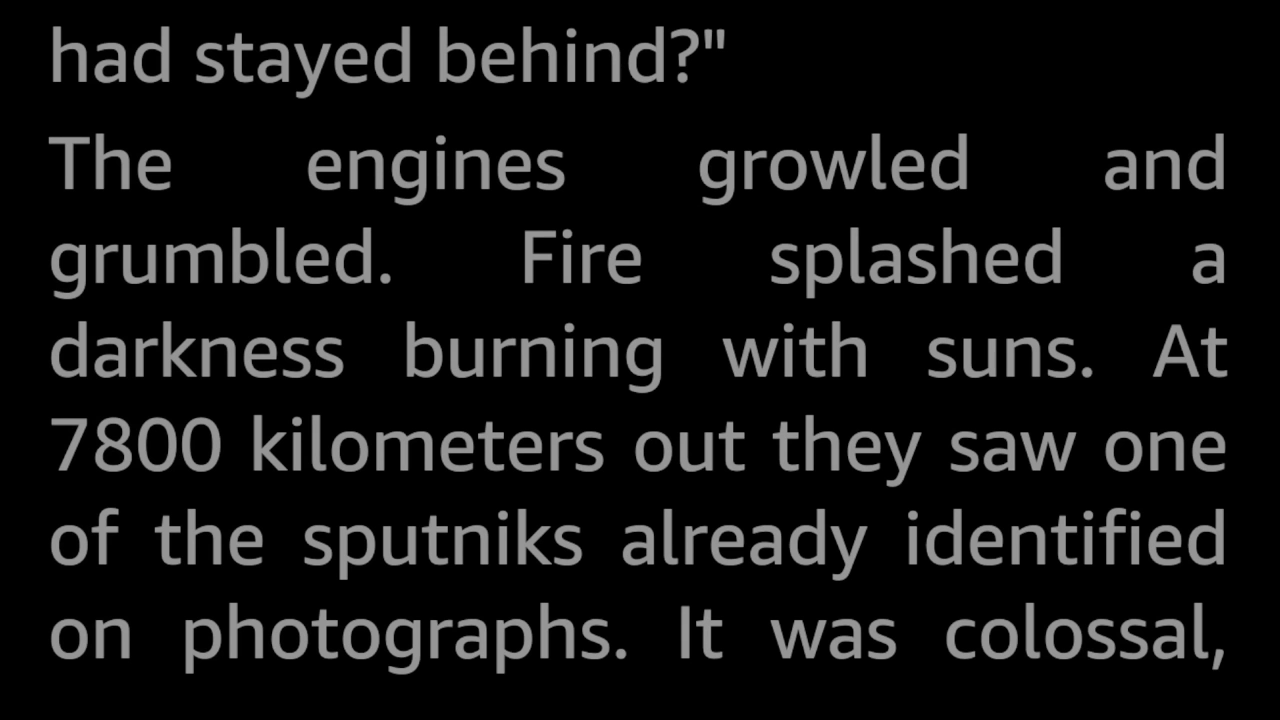 had stayed behind?"
The engines growled and
grumbled. Fire splashed a
darkness burning with suns. At
7800 kilometers out they saw one
of the sputniks already identified
on photographs. It was colossal,